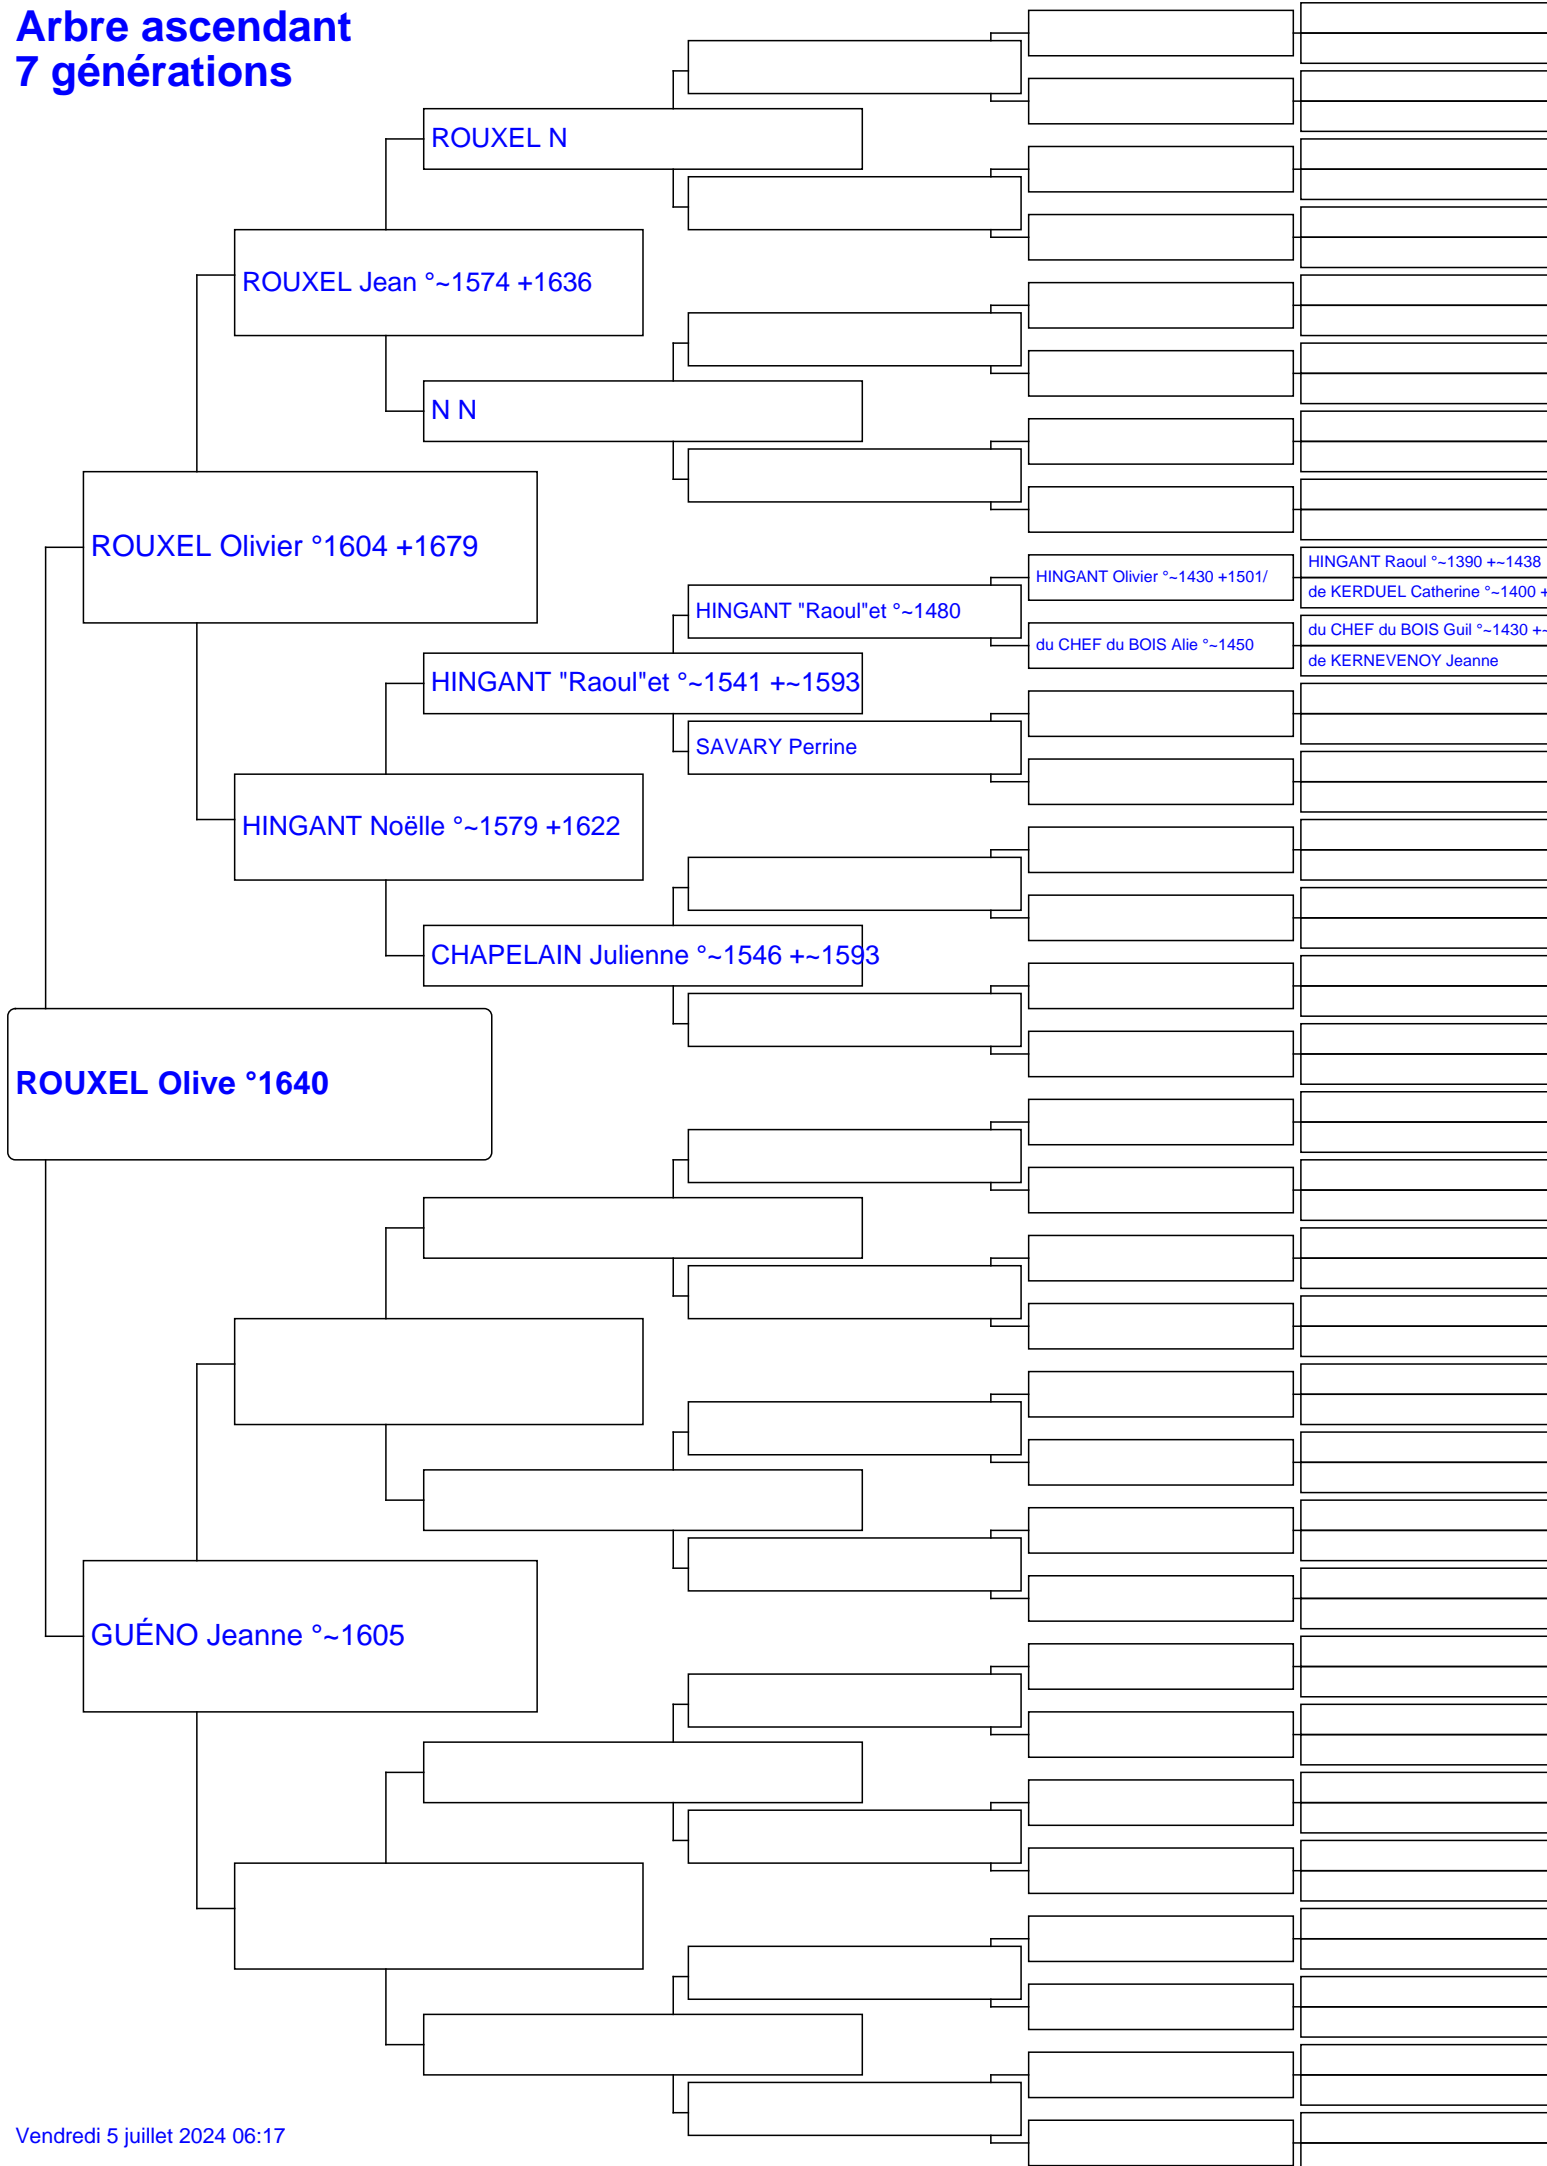 Arbre ascendant
7 générations
ROUXEL N
ROUXEL Jean °~1574 +1636
N N
ROUXEL Olivier °1604 +1679
HINGANT Raoul °~1390 +~1438
HINGANT Olivier °~1430 +1501/
de KERDUEL Catherine °~1400 +
HINGANT "Raoul"et °~1480
du CHEF du BOIS Guil °~1430 +~
du CHEF du BOIS Alie °~1450
de KERNEVENOY Jeanne
HINGANT "Raoul"et °~1541 +~1593
SAVARY Perrine
HINGANT Noëlle °~1579 +1622
CHAPELAIN Julienne °~1546 +~1593
ROUXEL Olive °1640
GUÉNO Jeanne °~1605
Vendredi 5 juillet 2024 06:17